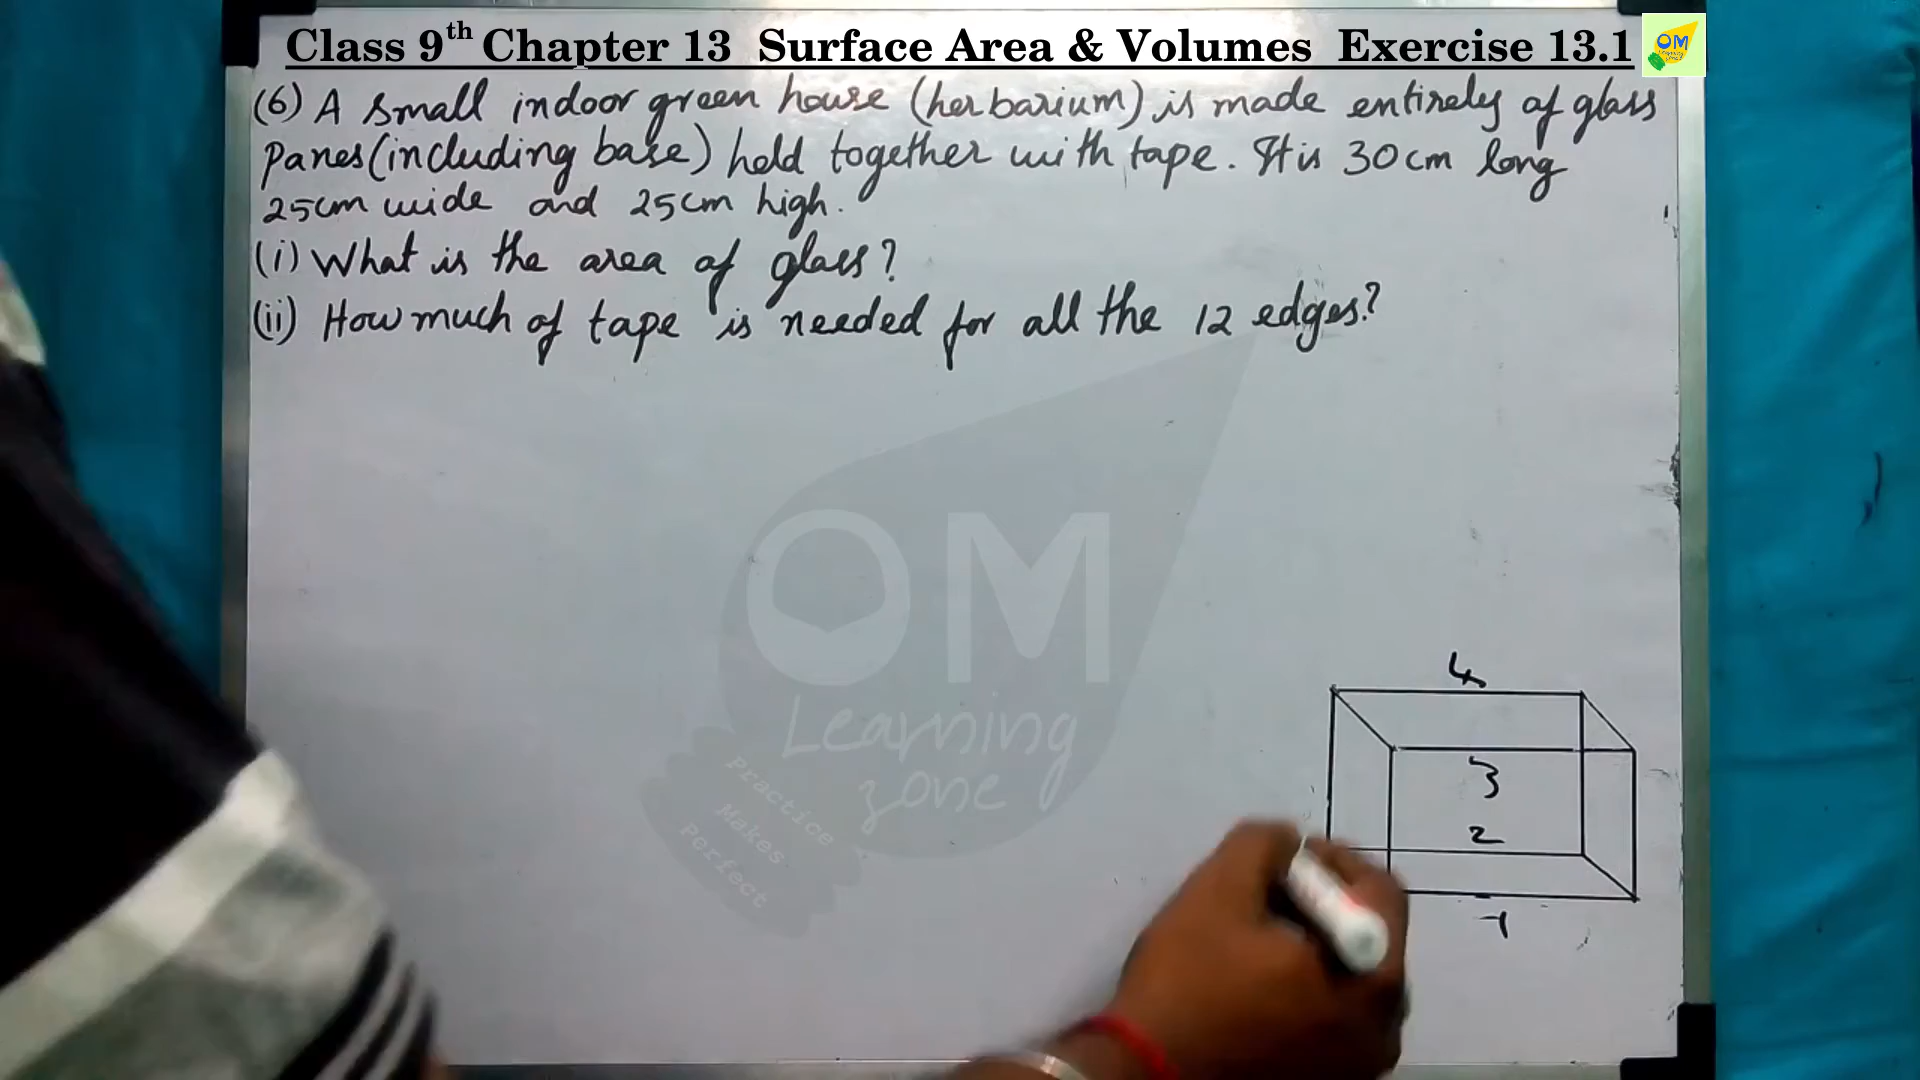 Class 9th Chapter 13 Surface Area & Volumes Exercise 13.1
OM
(6) A small indoor green house (herbarium) is made entirely of glass
Panes (including base) held together with tape. It is 30cm long
25cm wide and 25cm high.
(i) What is the area of glass?
(ii) How much of tape is needed for all the 12 edges?
OM
Learning
zone
Practice
Makes
Perfect
4
3
2
1